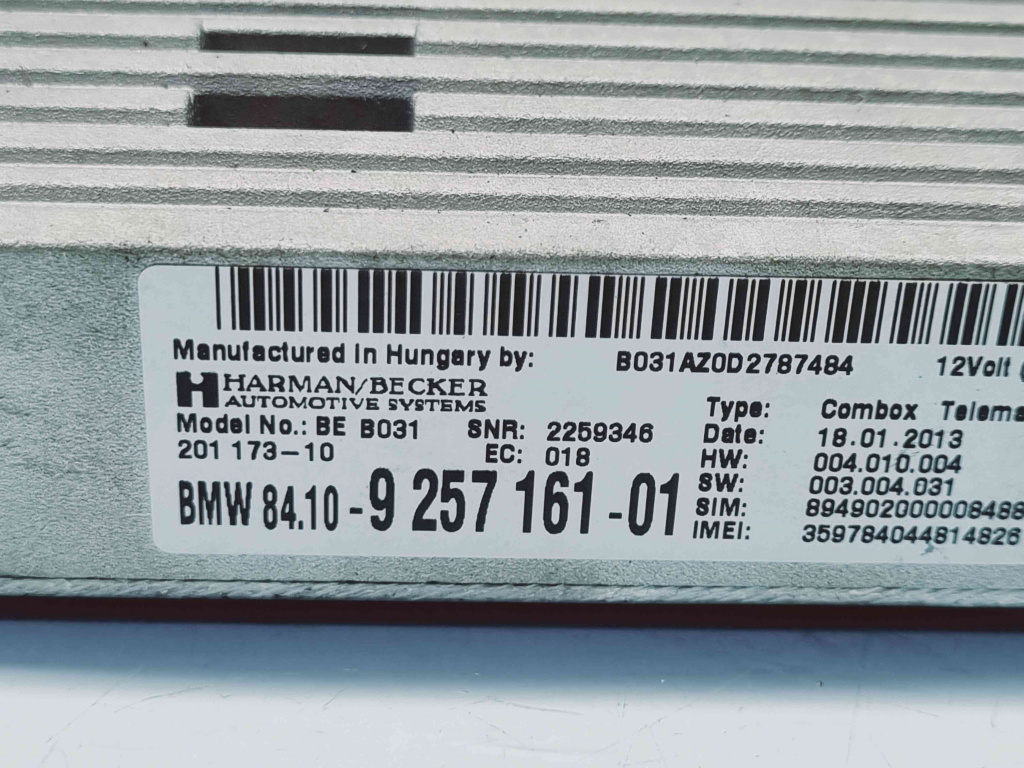 Manufactured in Hungary by: B031AZ0D2787484 12Volt
HARMAN/BECKER
AUTOMOTIVE SYSTEMS
Model No.: BE B031 SNR: 2259346
201 173-10 EC: 018
BMW 84.10-9 257 161-01
Type: Combox Telema
Date: 18.01.2013
HW: 004.010.004
SW: 003.004.031
SIM: 8949020000008488
IMEI: 359784044814826